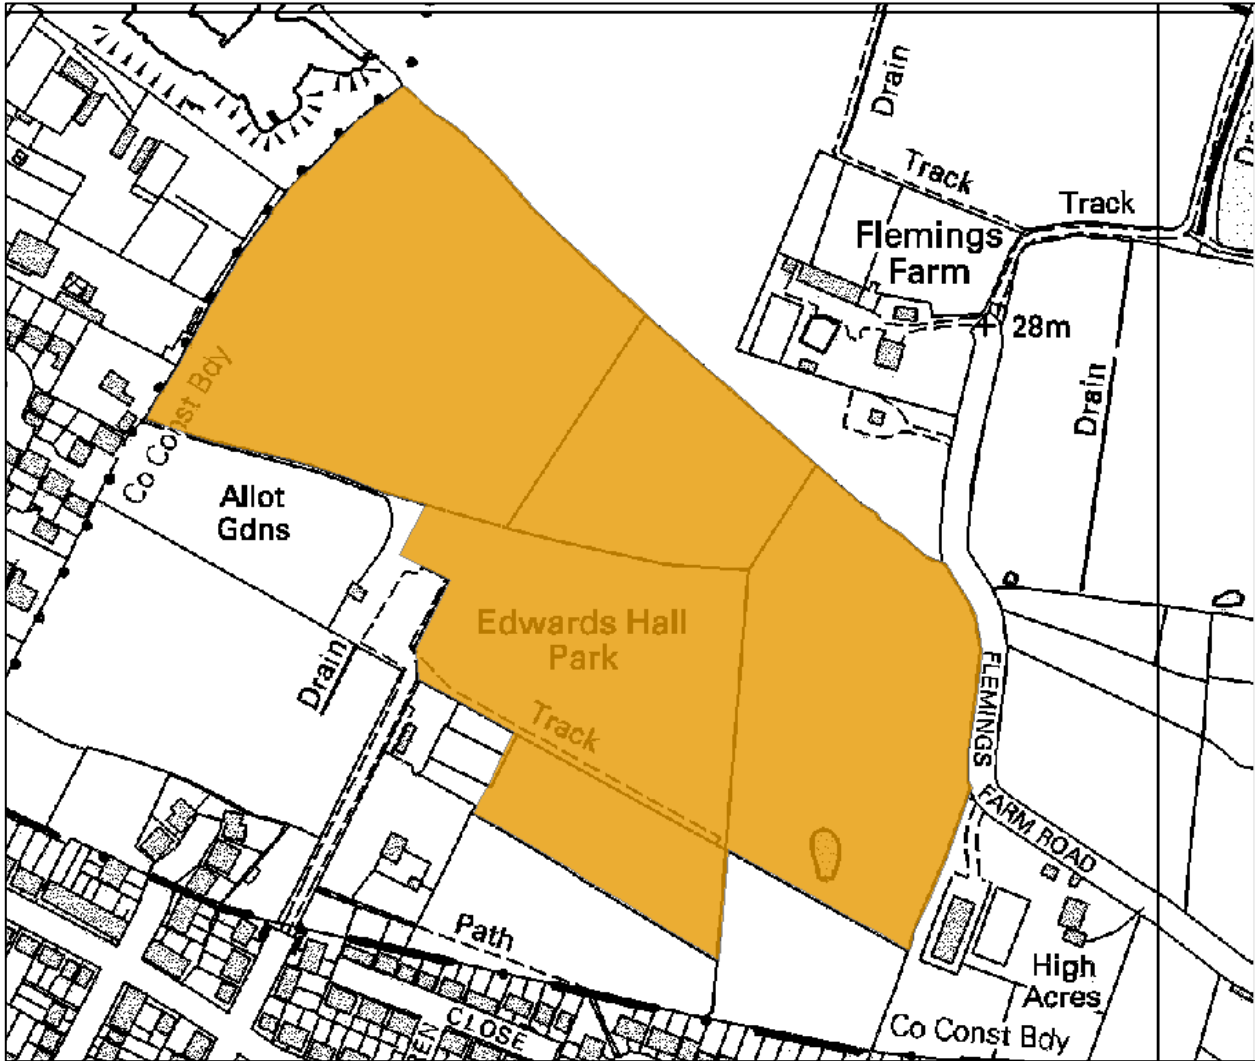 Drain
Track
Track
Flemings
Farm
28m
Drain
Co Const Bdy
Allot
Gdns
Edwards Hall
Park
Drain
Track
FLEMINGS
FARM ROAD
Path
High
Acres
CLOSE
Co Const Bdy